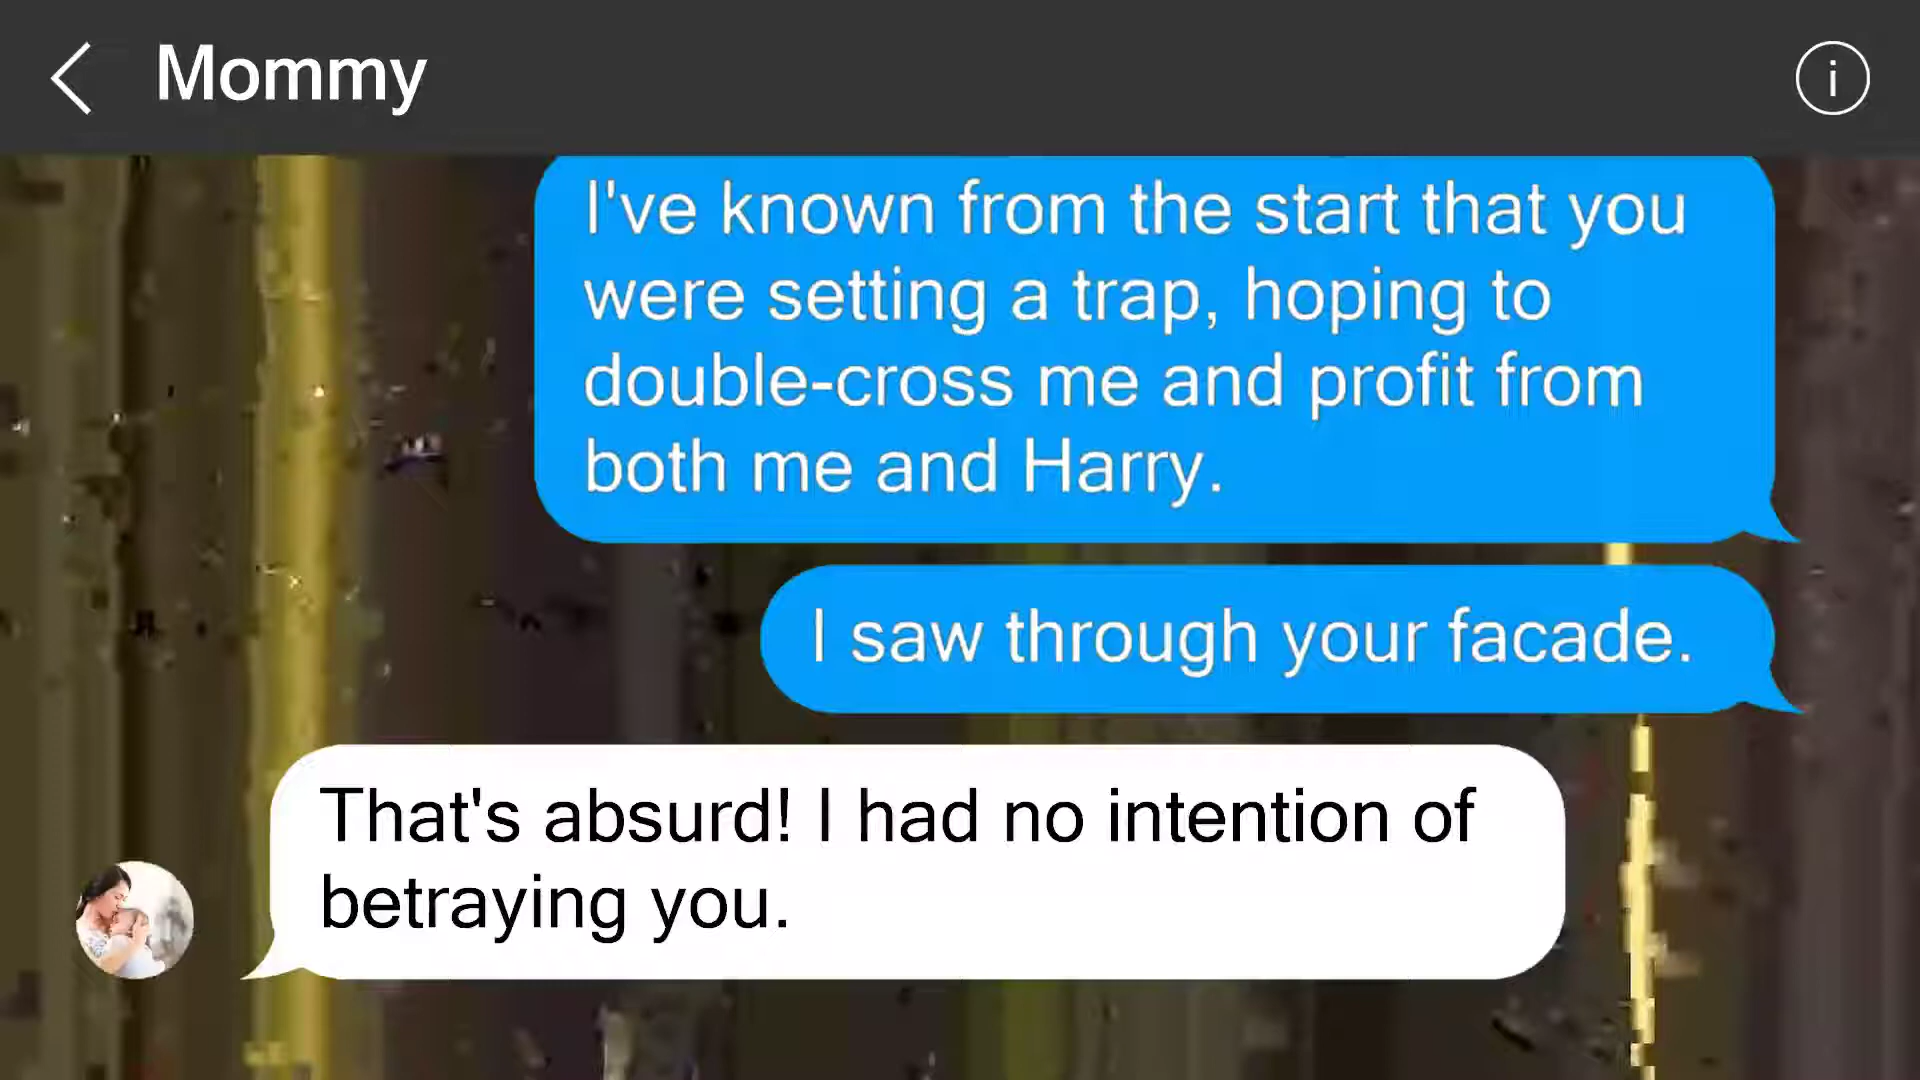 Mommy
I've known from the start that you
were setting a trap, hoping to
double-cross me and profit from
both me and Harry.
I saw through your facade.
That's absurd! I had no intention of
betraying you.